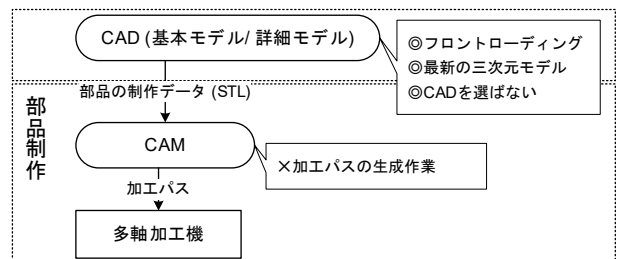 CAD (基本モデル/ 詳細モデル)
◎フロントローディング
◎最新の三次元モデル
◎CADを選ばない
部品の制作データ (STL)
部品制作
CAM
×加工パスの生成作業
加工パス
多軸加工機